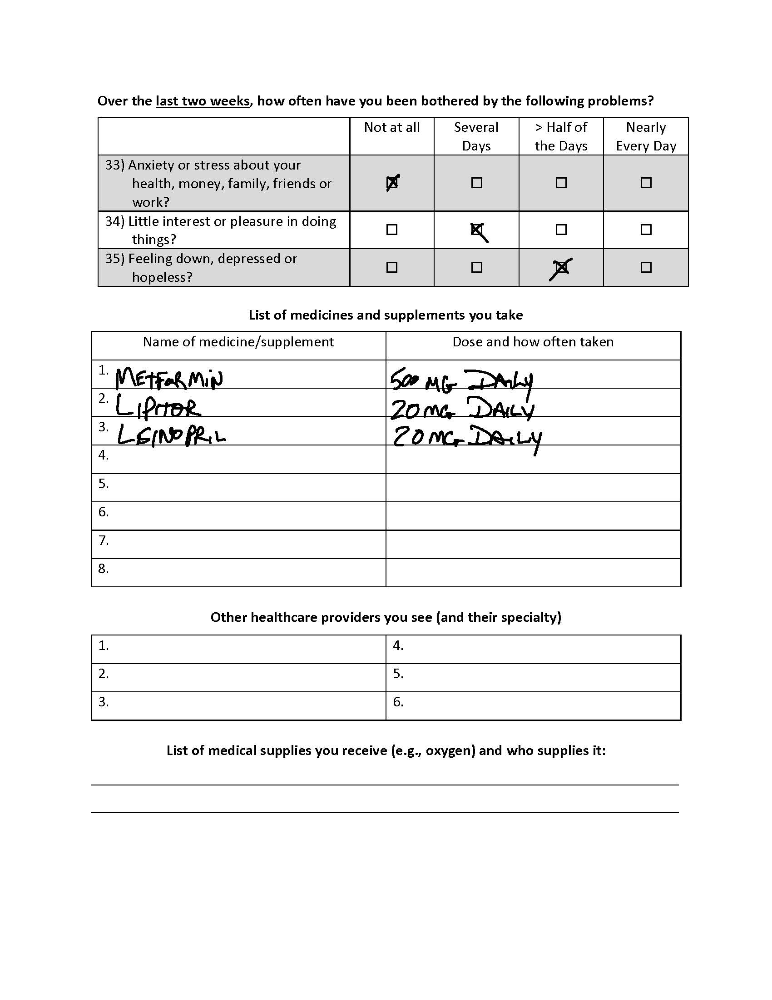 Over the last two weeks, how often have you been bothered by the following problems?
Not at all
Several Days
> Half of the Days
Nearly Every Day
33) Anxiety or stress about your
health, money, family, friends or
work?
34) Little interest or pleasure in doing
things?
35) Feeling down, depressed or
hopeless?
List of medicines and supplements you take
Name of medicine/supplement Dose and how often taken
1. METFORMIN 500 MG DAILY
2. LIPITOR 20 MG DAILY
3. LSINOPRIL 20 MG DAILY
4.
5.
6.
7.
8.
Other healthcare providers you see (and their specialty)
1. 4.
2. 5.
3. 6.
List of medical supplies you receive (e.g., oxygen) and who supplies it: